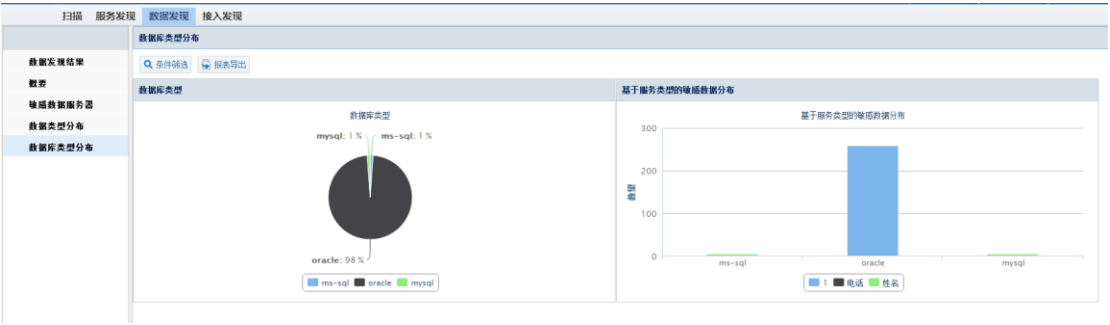 扫描 服务发现 数据发现 接入发现
数据发现结果
概要
敏感数据服务器
数据类型分布
数据库类型分布
数据库类型分布
条件筛选 报表导出
数据库类型
数据库类型
mysql: 1 % ms-sql: 1 %
oracle: 98 %
ms-sql oracle mysql
基于服务类型的敏感数据分布
基于服务类型的敏感数据分布
数量
300
200
100
0
ms-sql oracle mysql
1 电话 姓名